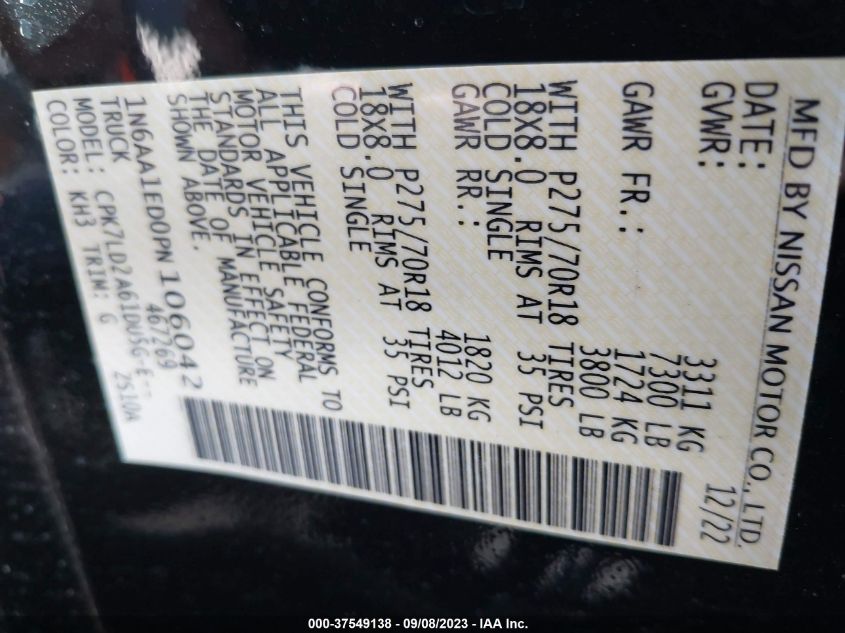 MFD BY NISSAN MOTOR CO., LTD.
DATE: 12/22
GVWR: 3311 KG
7300 LB
GAWR FR.: 1724 KG
3800 LB
WITH P275/70R18 TIRES
18X8.0 RIMS AT 35 PSI
COLD SINGLE
GAWR RR.: 1820 KG
4012 LB
WITH P275/70R18 TIRES
18X8.0 RIMS AT 35 PSI
COLD SINGLE
THIS VEHICLE CONFORMS TO
ALL APPLICABLE FEDERAL
MOTOR VEHICLE SAFETY
STANDARDS IN EFFECT ON
THE DATE OF MANUFACTURE
SHOWN ABOVE.
1N6AA1ED0PN106042
TRUCK 467269
MODEL: CPK7LD2A61DU5G-E--
COLOR: KH3 TRIM: G 2S10A
000-37549138 - 09/08/2023 - IAA Inc.